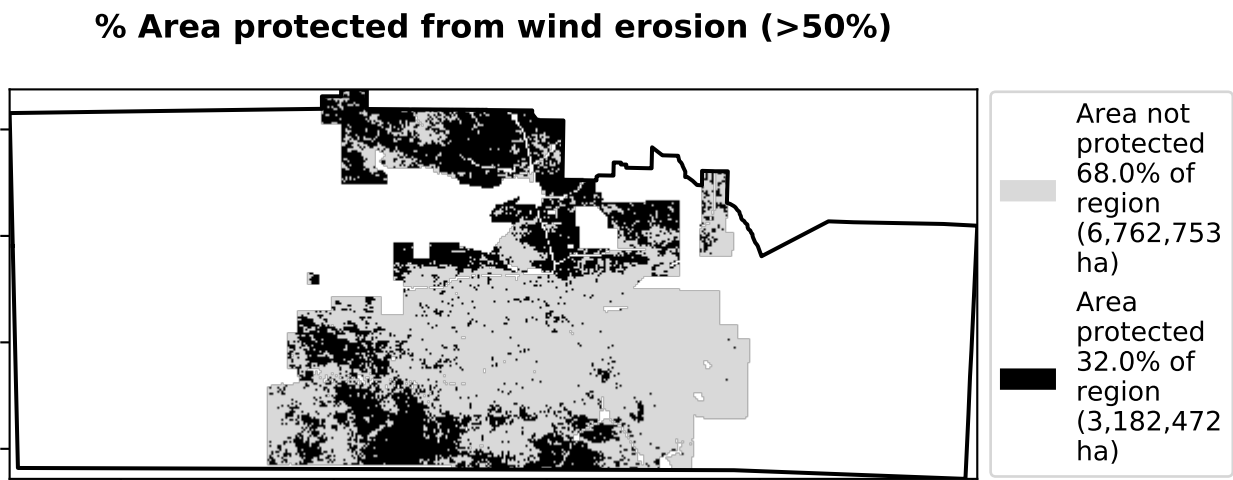 % Area protected from wind erosion (>50%)
Area not
protected
68.0% of
region
(6,762,753
ha)
Area
protected
32.0% of
region
(3,182,472
ha)